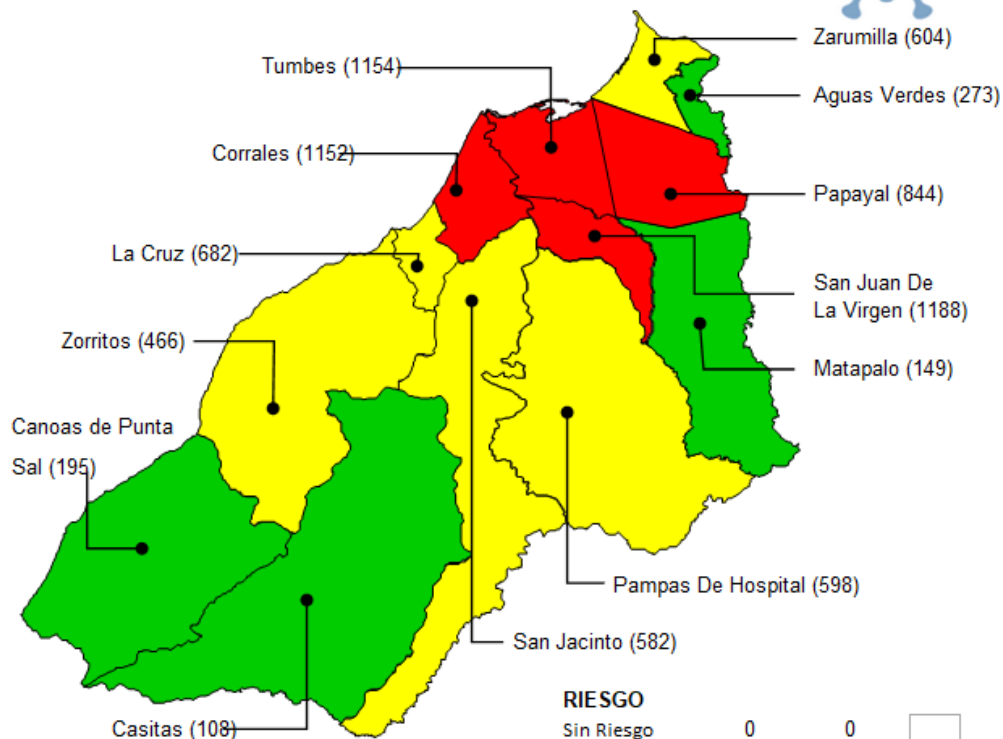 Zarumilla (604)
Tumbes (1154)
Aguas Verdes (273)
Corrales (1152)
Papayal (844)
La Cruz (682)
San Juan De
La Virgen (1188)
Zorritos (466)
Matapalo (149)
Canoas de Punta
Sal (195)
Pampas De Hospital (598)
San Jacinto (582)
Casitas (108)
RIESGO
Sin Riesgo 0 0